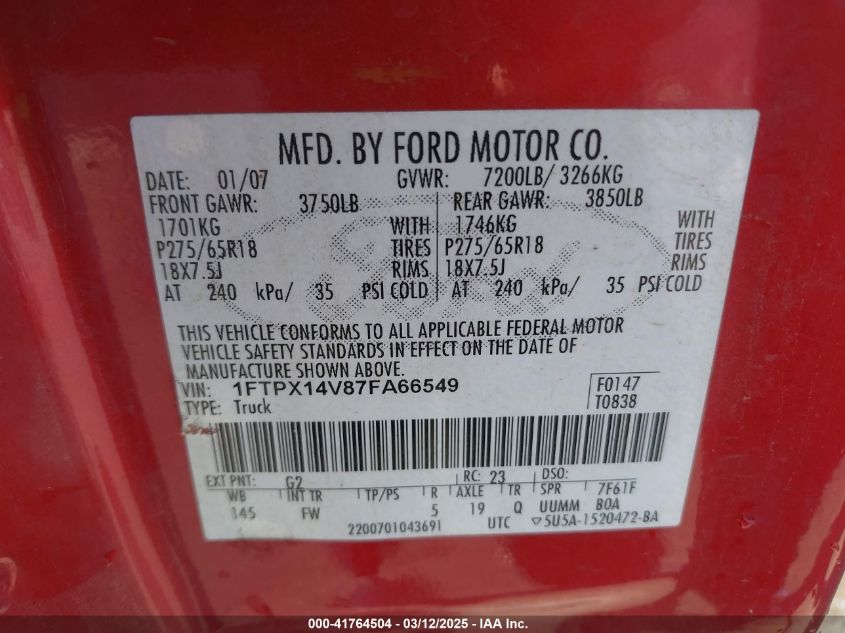 MFD. BY FORD MOTOR CO.
DATE: 01/07 GVWR: 7200LB/ 3266KG
FRONT GAWR: 3750LB REAR GAWR: 3850LB
1701KG WITH 1746KG WITH
P275/65R18 TIRES P275/65R18 TIRES
18X7.5J RIMS 18X7.5J RIMS
AT 240 kPa/ 35 PSI COLD AT 240 kPa/ 35 PSI COLD
THIS VEHICLE CONFORMS TO ALL APPLICABLE FEDERAL MOTOR
VEHICLE SAFETY STANDARDS IN EFFECT ON THE DATE OF
MANUFACTURE SHOWN ABOVE.
VIN: 1FTPX14V87FA66549 F0147
TYPE: Truck T0838
EXT PNT: G2 RC: 23 DSO:
WB INT TR TP/PS R AXLE TR SPR 7F61F
145 FW 5 19 Q UUMM BOA
2200701043691 UTC ▽5U5A-1520472-BA
000-41764504 - 03/12/2025 - IAA Inc.